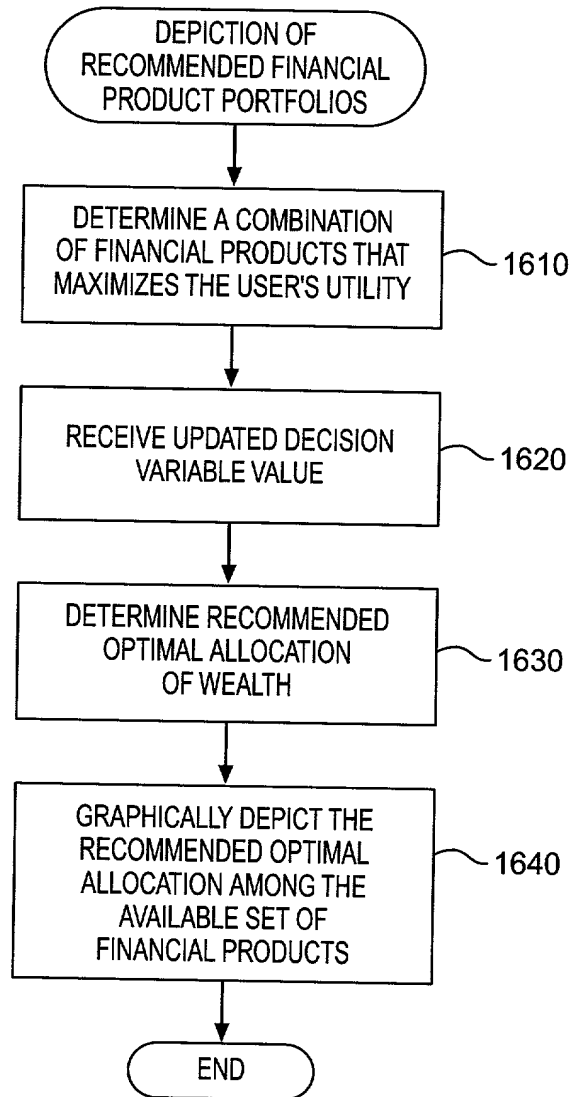 DEPICTION OF
RECOMMENDED FINANCIAL
PRODUCT PORTFOLIOS
DETERMINE A COMBINATION
OF FINANCIAL PRODUCTS THAT
MAXIMIZES THE USER'S UTILITY
1610
RECEIVE UPDATED DECISION
VARIABLE VALUE
1620
DETERMINE RECOMMENDED
OPTIMAL ALLOCATION
OF WEALTH
1630
GRAPHICALLY DEPICT THE
RECOMMENDED OPTIMAL
ALLOCATION AMONG THE
AVAILABLE SET OF
FINANCIAL PRODUCTS
1640
END